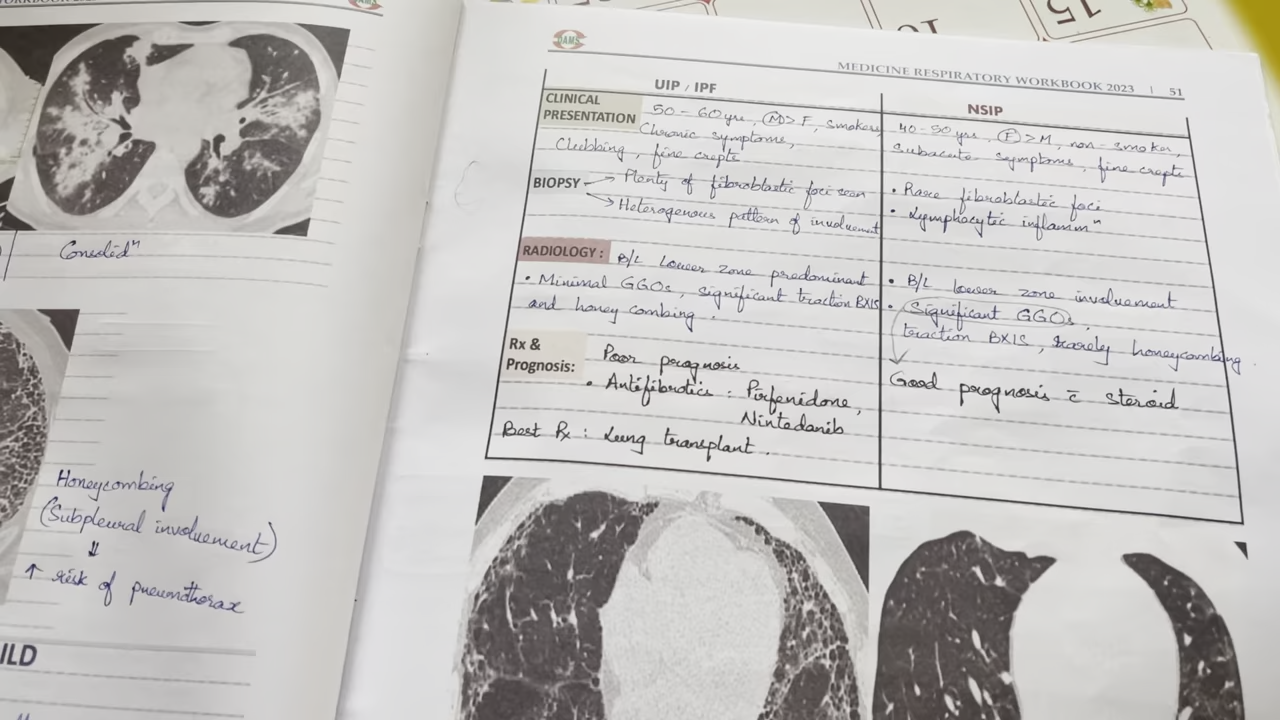 Consolidⁿ
Honeycombing
(Subpleural involvement)
⇓
↑ risk of pneumothorax
ILD
DAMS
MEDICINE RESPIRATORY WORKBOOK 2023 | 51
UIP / IPF
NSIP
CLINICAL PRESENTATION
50-60 yrs, Ⓜ > F, smokers
Chronic symptoms,
Clubbing, fine crepts
40-50 yrs, Ⓕ > M, non-smoker,
subacute symptoms, fine crepts
BIOPSY
→ Plenty of fibroblastic foci seen
→ Heterogenous pattern of involvement
• Rare fibroblastic foci
• Lymphocytic inflammⁿ
RADIOLOGY :
B/L Lower zone predominant
• Minimal GGOs, significant traction BXIS
and honey combing .
• B/L lower zone involvement
• Significant GGOs,
traction BXIS, rarely honeycombing.
Rx &
Prognosis:
Poor prognosis
• Antifibrotics : Pirfenidone,
Nintedanib
Best Rx : Lung transplant .
Good prognosis c̄ steroid
15